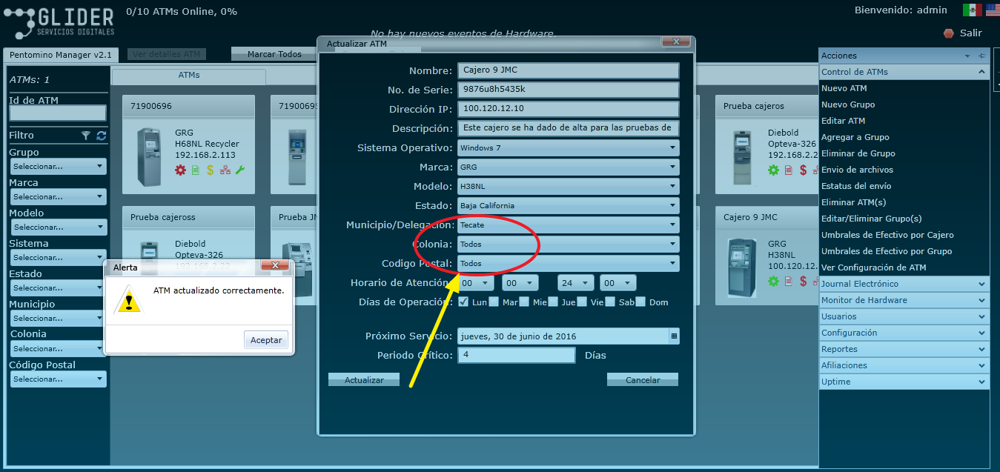 GLIDER
SERVICIOS DIGITALES
0/10 ATMs Online, 0%
Bienvenido: admin
No hay nuevos eventos de Hardware.
Salir
Pentomino Manager v2.1
Ver detalles ATM
Marcar Todos
ATMs: 1
Id de ATM
Filtro
Grupo
Seleccionar...
Marca
Seleccionar...
Modelo
Seleccionar...
Sistema
Seleccionar...
Estado
Seleccionar...
Municipio
Seleccionar...
Colonia
Seleccionar...
Código Postal
Seleccionar...
ATMs
71900696
GRG
H68NL Recycler
192.168.2.113
7190069
Prueba cajeross
Diebold
Opteva-326
192.168.2.22
Prueba JM
Prueba cajeros
Diebold
Opteva-326
192.168.2.2
Cajero 9 JMC
GRG
H38NL
100.120.12.
Alerta
ATM actualizado correctamente.
Aceptar
Actualizar ATM
Nombre: Cajero 9 JMC
No. de Serie: 9876u8h5435k
Dirección IP: 100.120.12.10
Descripción: Este cajero se ha dado de alta para las pruebas de
Sistema Operativo: Windows 7
Marca: GRG
Modelo: H38NL
Estado: Baja California
Municipio/Delegación: Tecate
Colonia: Todos
Codigo Postal: Todos
Horario de Atención: 00 00 24 00
Días de Operación: Lun Mar Mie Jue Vie Sab Dom
Próximo Servicio: jueves, 30 de junio de 2016
Periodo Crítico: 4 Días
Actualizar
Cancelar
Acciones
Control de ATMs
Nuevo ATM
Nuevo Grupo
Editar ATM
Agregar a Grupo
Eliminar de Grupo
Envio de archivos
Estatus del envío
Eliminar ATM(s)
Editar/Eliminar Grupo(s)
Umbrales de Efectivo por Cajero
Umbrales de Efectivo por Grupo
Ver Configuración de ATM
Journal Electrónico
Monitor de Hardware
Usuarios
Configuración
Reportes
Afiliaciones
Uptime